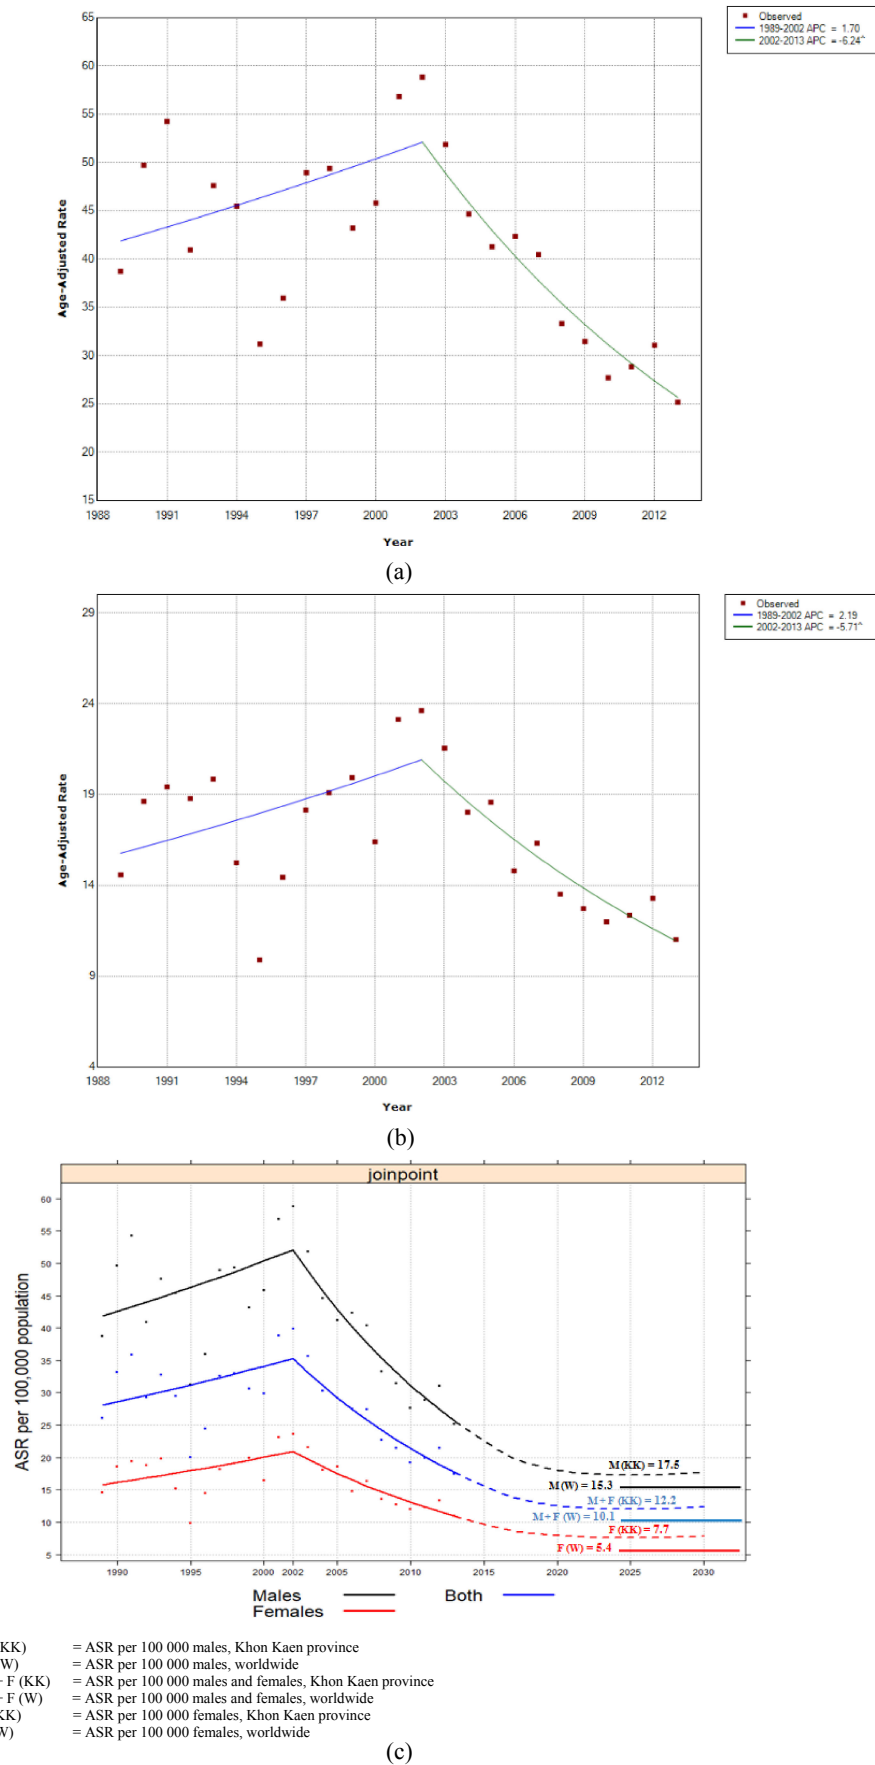 65
60
55
50
45
40
35
30
25
20
15
Age-Adjusted Rate
1988 1991 1994 1997 2000 2003 2006 2009 2012
Year
Observed
1989-2002 APC = 1.70
2002-2013 APC = -6.24^
(a)
29
24
19
14
9
4
Age-Adjusted Rate
1988 1991 1994 1997 2000 2003 2006 2009 2012
Year
Observed
1989-2002 APC = 2.19
2002-2013 APC = -5.71^
(b)
joinpoint
60
55
50
45
40
35
30
25
20
15
10
5
ASR per 100,000 population
M (KK) = 17.5
M (W) = 15.3
M + F (KK) = 12.2
M + F (W) = 10.1
F (KK) = 7.7
F (W) = 5.4
1990 1995 2000 2002 2005 2010 2015 2020 2025 2030
Males Both
Females
KK) = ASR per 100 000 males, Khon Kaen province
W) = ASR per 100 000 males, worldwide
+ F (KK) = ASR per 100 000 males and females, Khon Kaen province
+ F (W) = ASR per 100 000 males and females, worldwide
KK) = ASR per 100 000 females, Khon Kaen province
W) = ASR per 100 000 females, worldwide
(c)